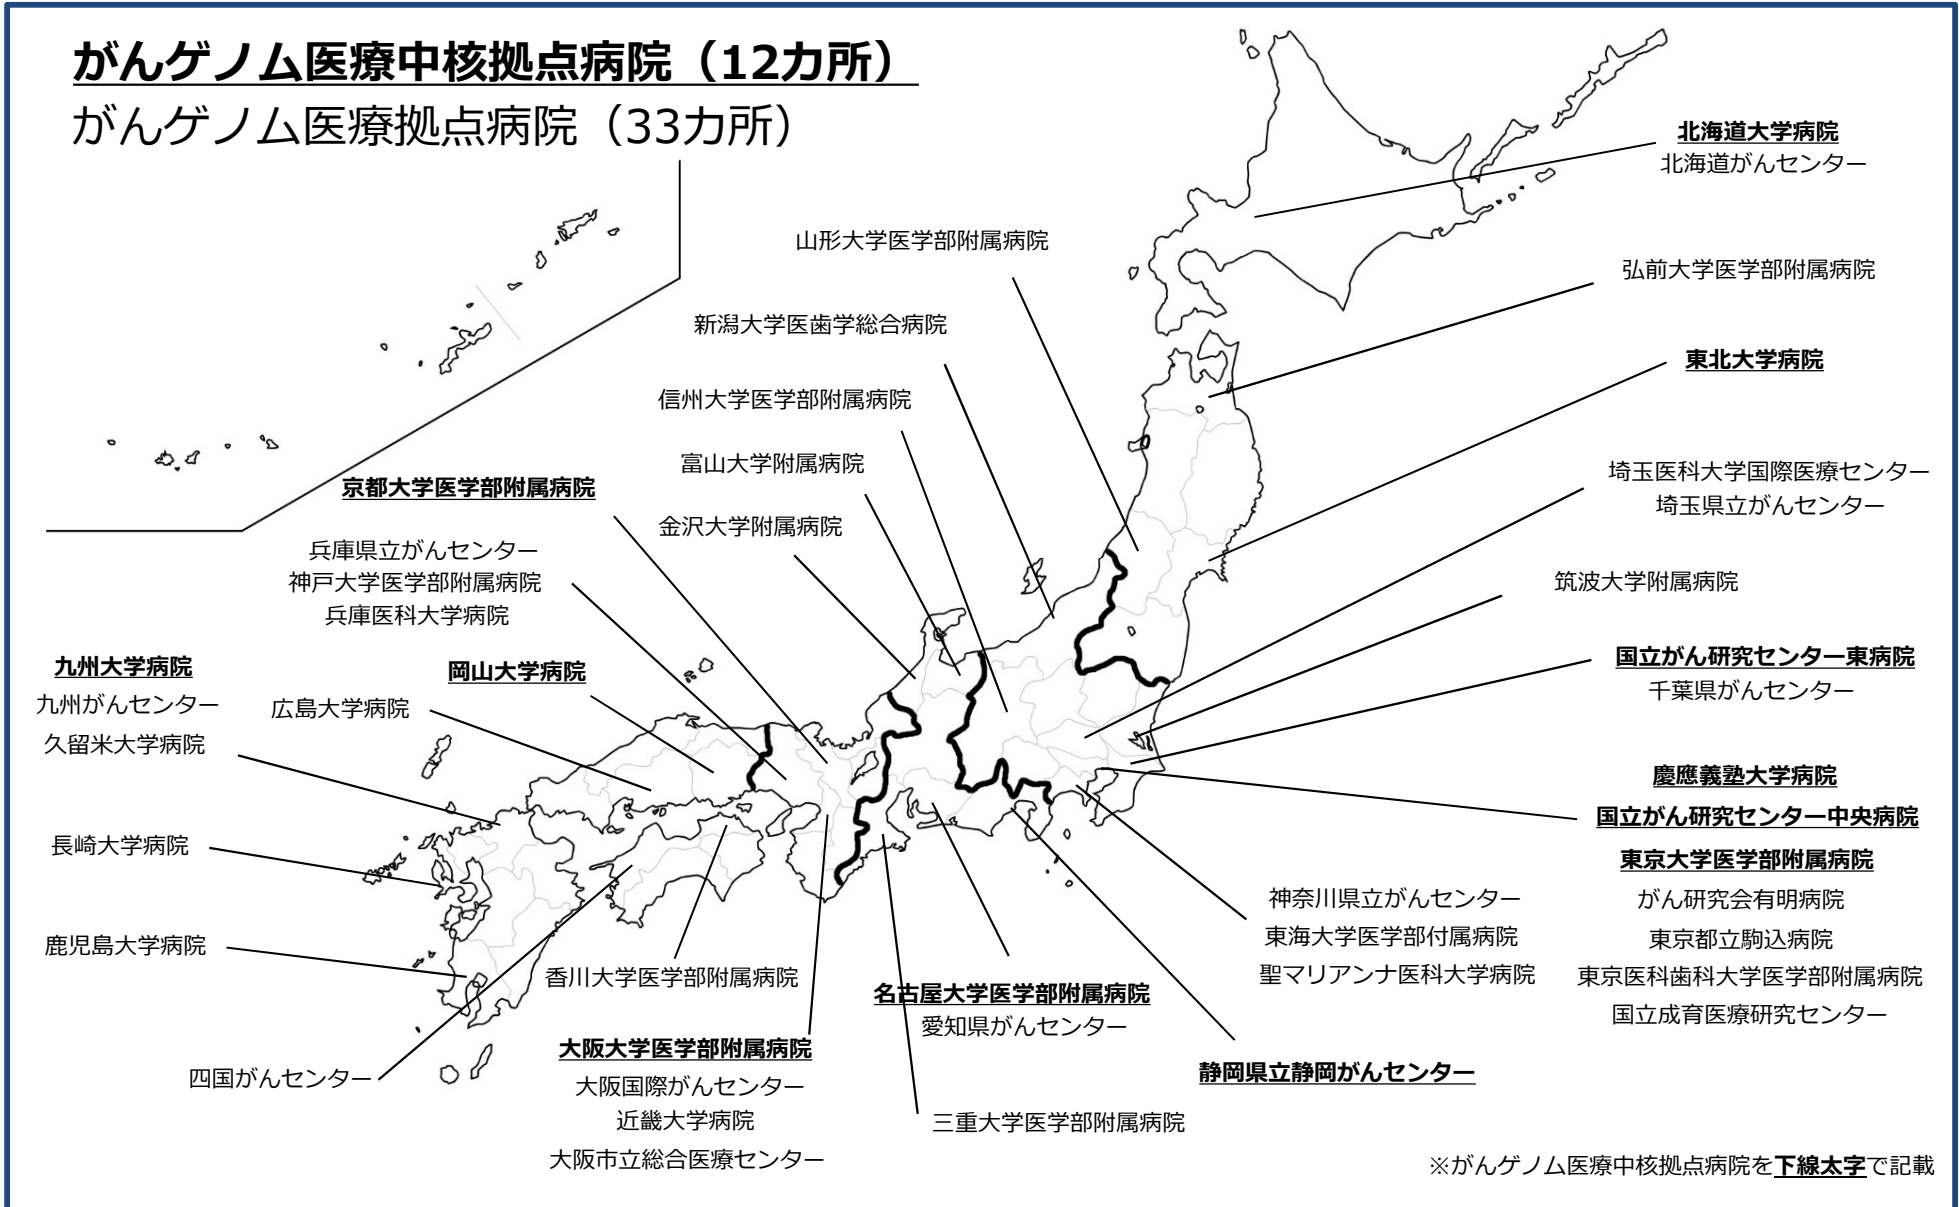 がんゲノム医療中核拠点病院（12カ所）
がんゲノム医療拠点病院（33カ所）
北海道大学病院
北海道がんセンター
山形大学医学部附属病院
弘前大学医学部附属病院
新潟大学医歯学総合病院
東北大学病院
信州大学医学部附属病院
富山大学附属病院
埼玉医科大学国際医療センター
埼玉県立がんセンター
京都大学医学部附属病院
金沢大学附属病院
兵庫県立がんセンター
神戸大学医学部附属病院
兵庫医科大学病院
筑波大学附属病院
九州大学病院
九州がんセンター
久留米大学病院
岡山大学病院
広島大学病院
国立がん研究センター東病院
千葉県がんセンター
慶應義塾大学病院
国立がん研究センター中央病院
東京大学医学部附属病院
がん研究会有明病院
東京都立駒込病院
東京医科歯科大学医学部附属病院
国立成育医療研究センター
長崎大学病院
神奈川県立がんセンター
東海大学医学部付属病院
聖マリアンナ医科大学病院
鹿児島大学病院
香川大学医学部附属病院
名古屋大学医学部附属病院
愛知県がんセンター
大阪大学医学部附属病院
大阪国際がんセンター
近畿大学病院
大阪市立総合医療センター
四国がんセンター
静岡県立静岡がんセンター
三重大学医学部附属病院
※がんゲノム医療中核拠点病院を下線太字で記載